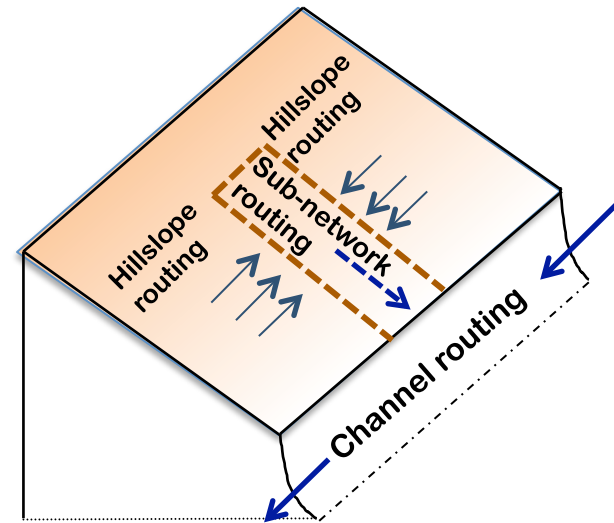 Hillslope
routing
Sub-network
routing
Hillslope
routing
Channel routing